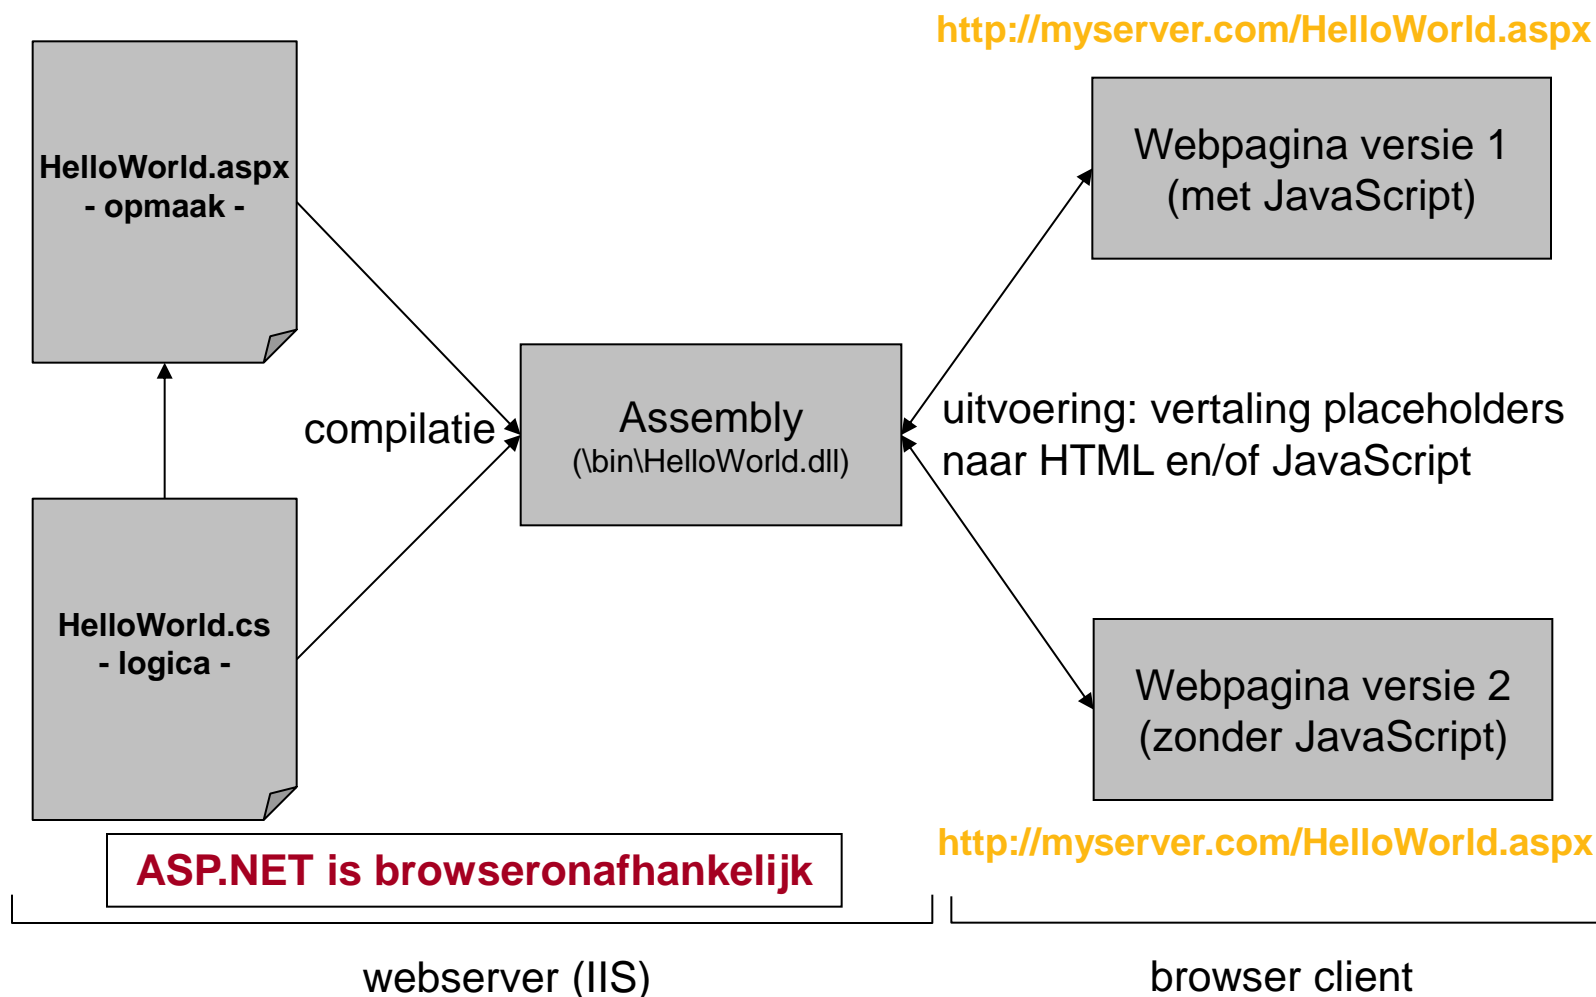 http://myserver.com/HelloWorld.aspx
HelloWorld.aspx
- opmaak -
Webpagina versie 1
(met JavaScript)
compilatie
Assembly
(\bin\HelloWorld.dll)
uitvoering: vertaling placeholders
naar HTML en/of JavaScript
HelloWorld.cs
- logica -
Webpagina versie 2
(zonder JavaScript)
http://myserver.com/HelloWorld.aspx
ASP.NET is browseronafhankelijk
webserver (IIS)
browser client